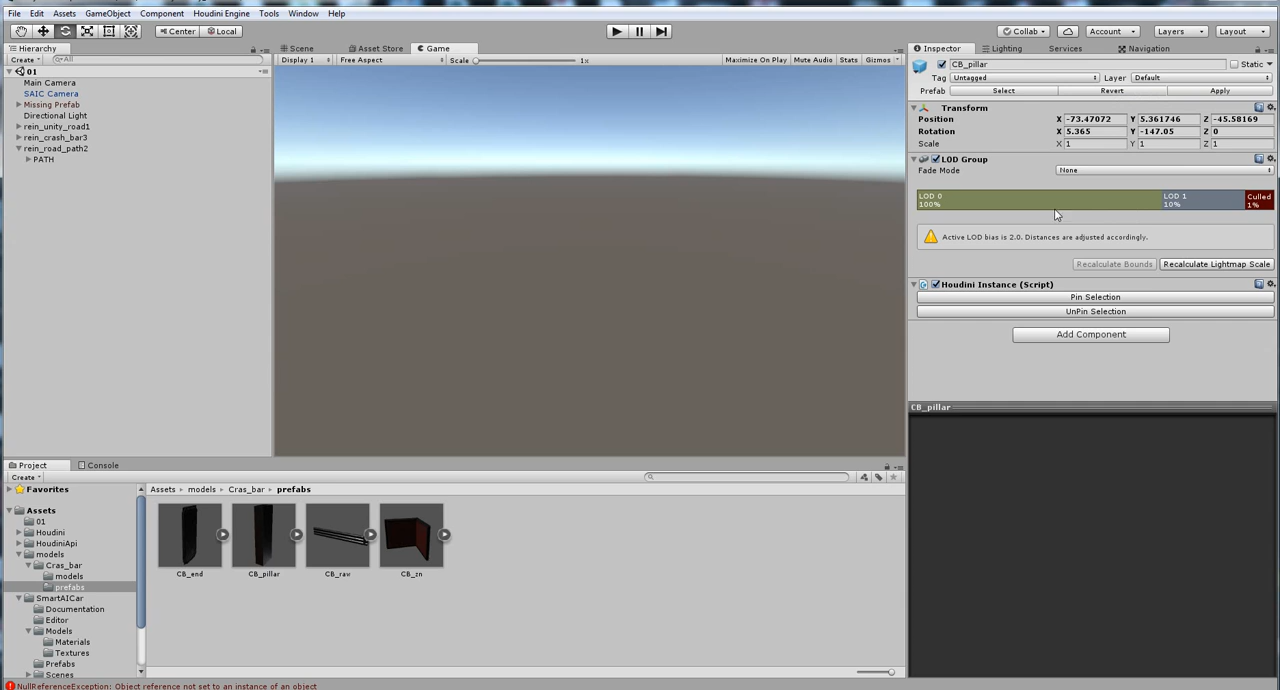 File Edit Assets GameObject Component Houdini Engine Tools Window Help
Center Local Collab Account Layers Layout
Hierarchy
Create All
01
Main Camera
SAIC Camera
Missing Prefab
Directional Light
rein_unity_road1
rein_crash_bar3
rein_road_path2
PATH
Scene Asset Store Game
Display 1 Free Aspect Scale 1x Maximize On Play Mute Audio Stats Gizmos
Inspector Lighting Services Navigation
CB_pillar Static
Tag Untagged Layer Default
Prefab Select Revert Apply
Transform
Position X -73.47072 Y 5.361746 Z -45.58169
Rotation X 5.365 Y -147.05 Z 0
Scale X 1 Y 1 Z 1
LOD Group
Fade Mode None
LOD 0 LOD 1 Culled
100% 10% 1%
Active LOD bias is 2.0. Distances are adjusted accordingly.
Recalculate Bounds Recalculate Lightmap Scale
Houdini Instance (Script)
Pin Selection
UnPin Selection
Add Component
CB_pillar
Project Console
Create
Favorites
Assets
01
Houdini
HoudiniApi
models
Cras_bar
models
prefabs
SmartAICar
Documentation
Editor
Models
Materials
Textures
Prefabs
Scenes
Assets models Cras_bar prefabs
CB_end CB_pillar CB_raw CB_zn
NullReferenceException: Object reference not set to an instance of an object